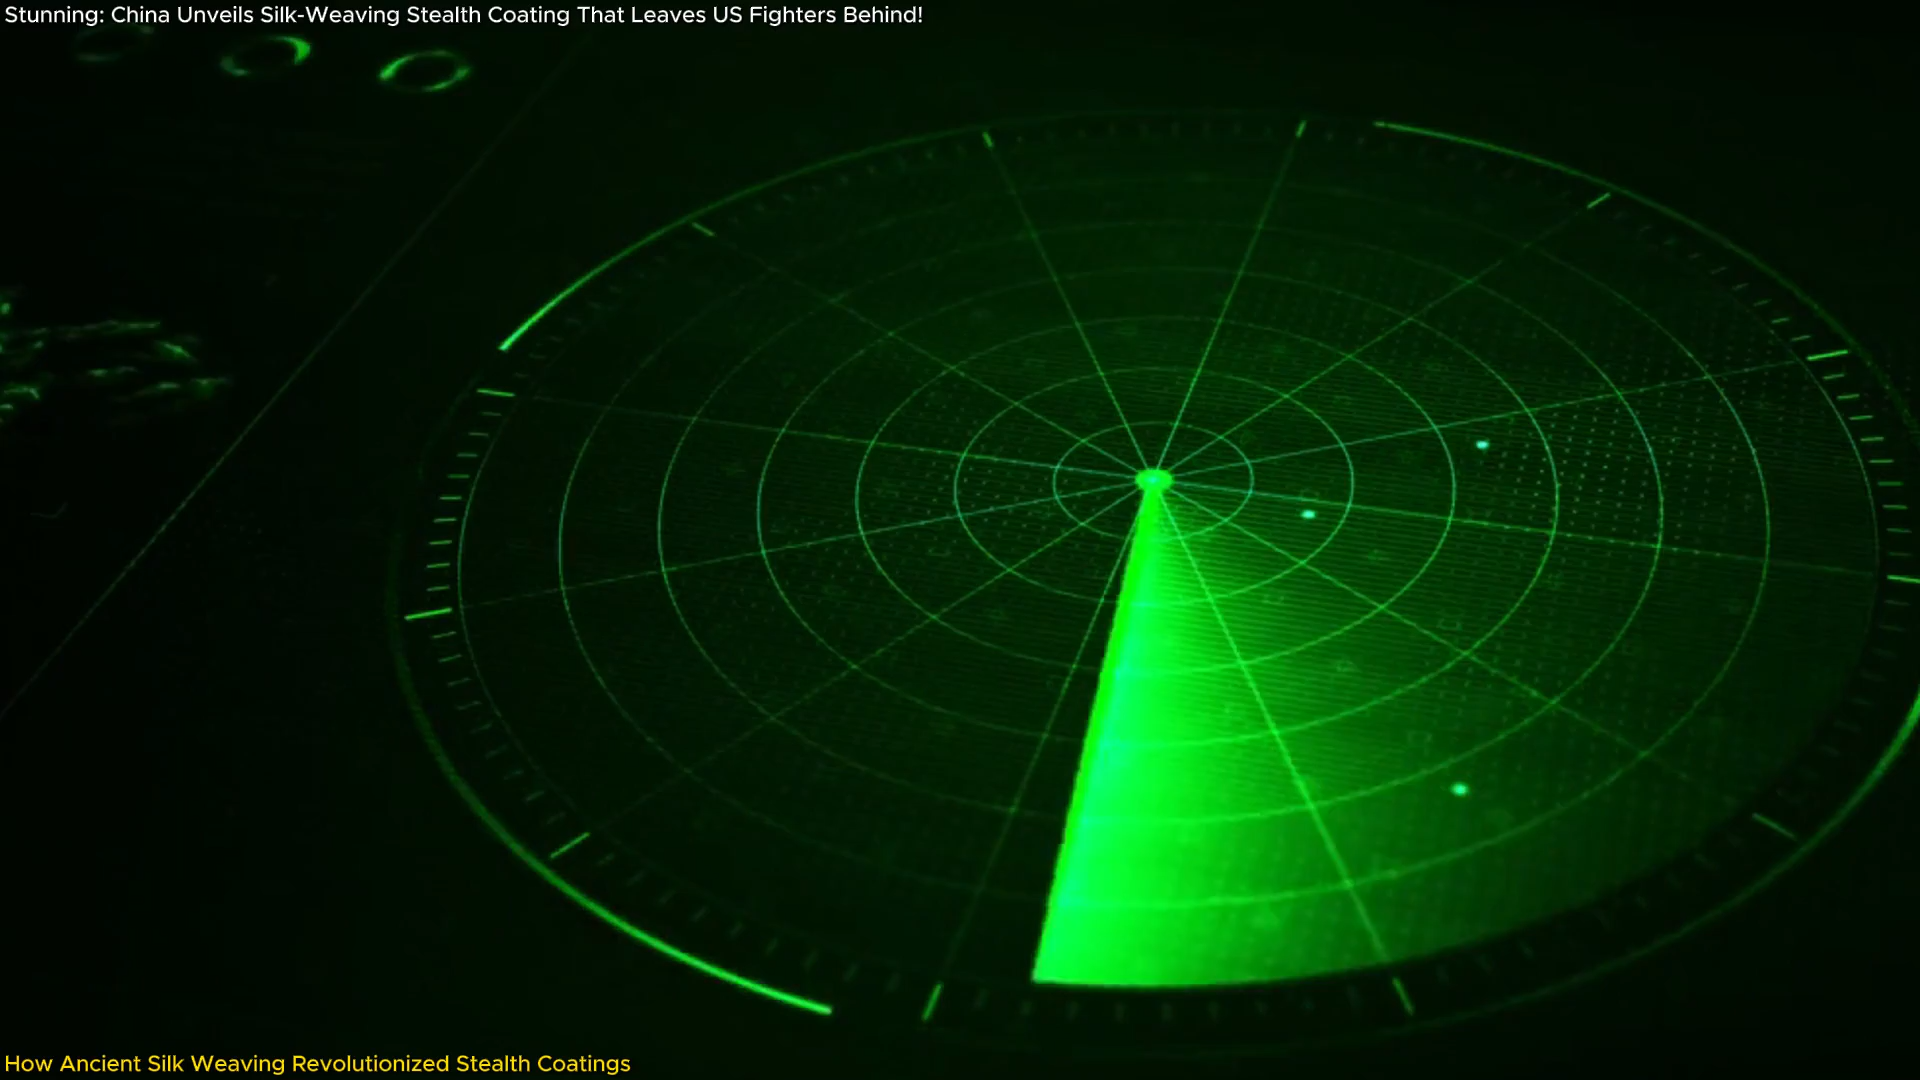 Stunning: China Unveils Silk-Weaving Stealth Coating That Leaves US Fighters Behind!
How Ancient Silk Weaving Revolutionized Stealth Coatings